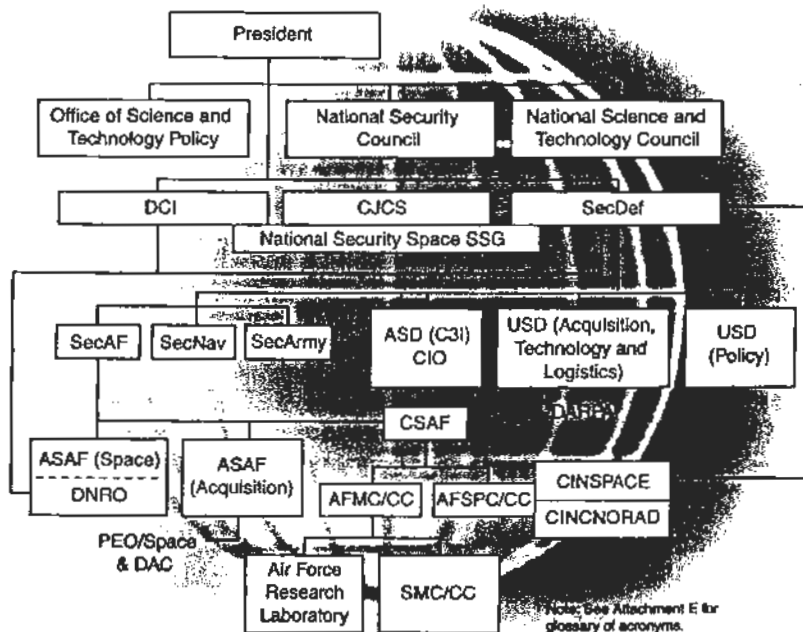 President
Office of Science and
Technology Policy
National Security
Council
National Science and
Technology Council
DCI
CJCS
SecDef
National Security Space SSG
SecAF
SecNav
SecArmy
ASD (C3I)
CIO
USD (Acquisition,
Technology and
Logistics)
USD
(Policy)
DARPA
CSAF
ASAF (Space)
DNRO
ASAF
(Acquisition)
AFMC/CC
AFSPC/CC
CINSPACE
CINCNORAD
PEO/Space
& DAC
Air Force
Research
Laboratory
SMC/CC
Note: See Attachment E for
glossary of acronyms.